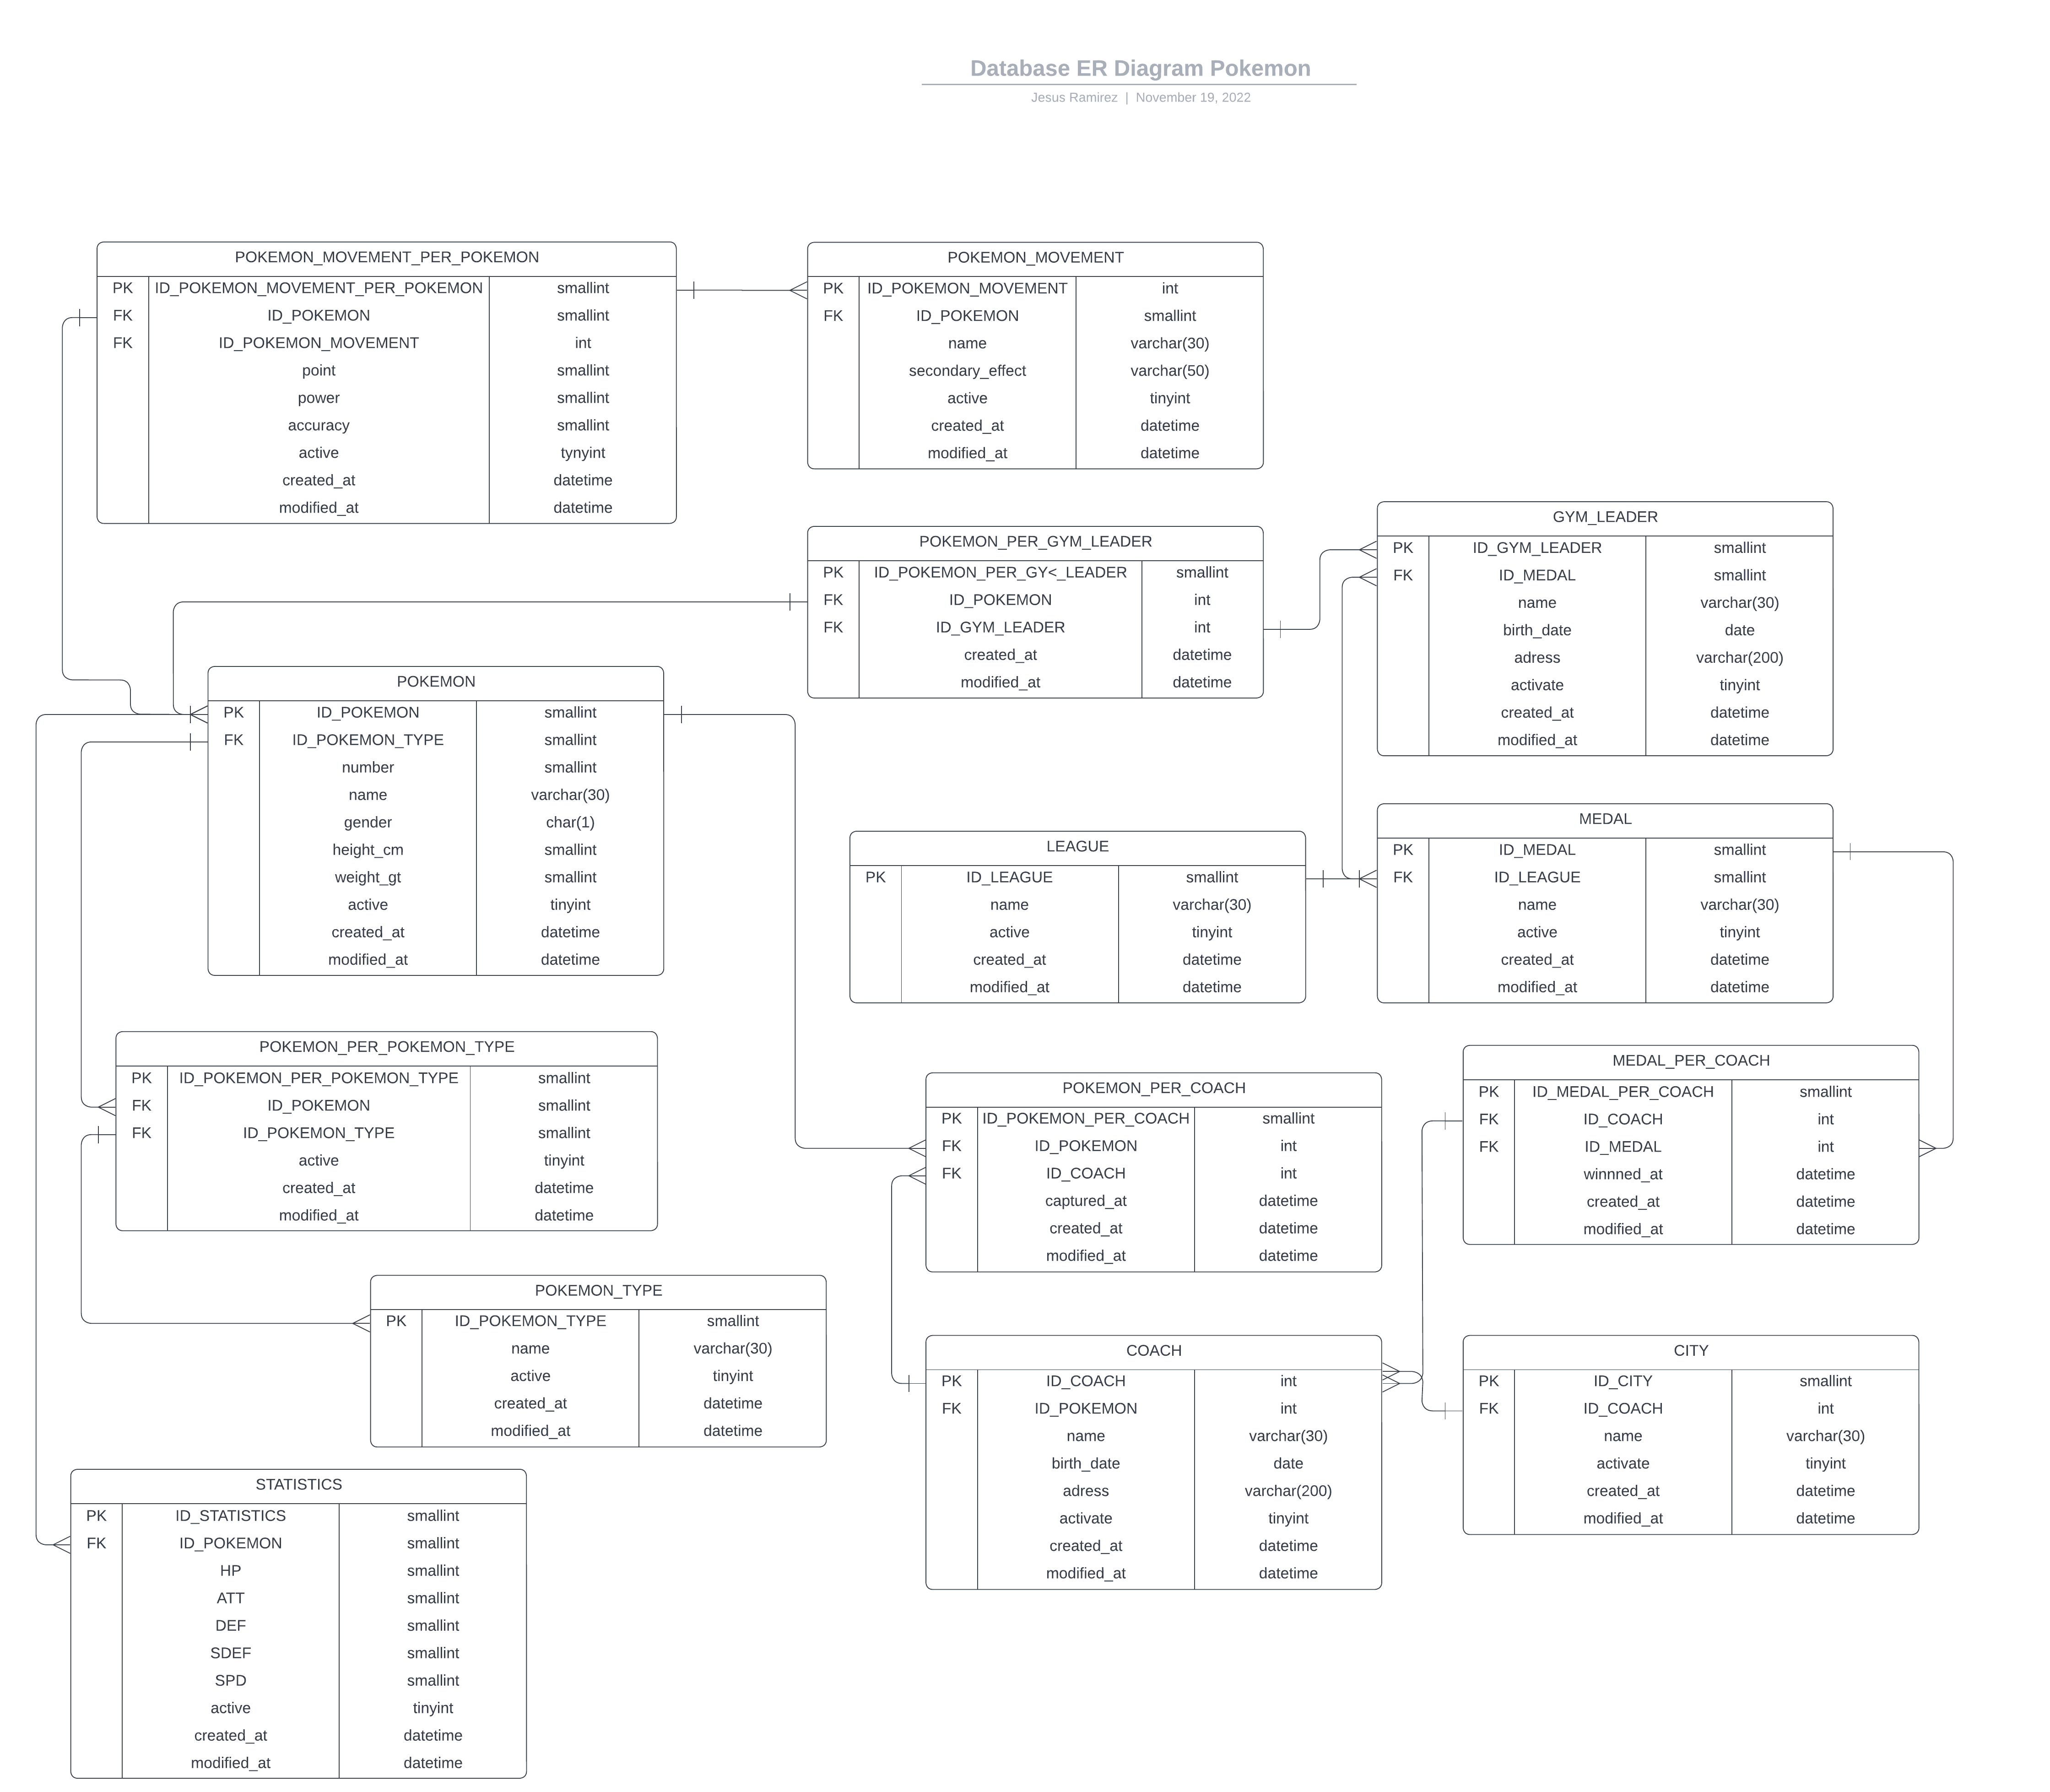 Database ER Diagram Pokemon
Jesus Ramirez | November 19, 2022
POKEMON_MOVEMENT_PER_POKEMON
PK ID_POKEMON_MOVEMENT_PER_POKEMON smallint
FK ID_POKEMON smallint
FK ID_POKEMON_MOVEMENT int
point smallint
power smallint
accuracy smallint
active tynyint
created_at datetime
modified_at datetime
POKEMON_MOVEMENT
PK ID_POKEMON_MOVEMENT int
FK ID_POKEMON smallint
name varchar(30)
secondary_effect varchar(50)
active tinyint
created_at datetime
modified_at datetime
POKEMON_PER_GYM_LEADER
PK ID_POKEMON_PER_GY<_LEADER smallint
FK ID_POKEMON int
FK ID_GYM_LEADER int
created_at datetime
modified_at datetime
GYM_LEADER
PK ID_GYM_LEADER smallint
FK ID_MEDAL smallint
name varchar(30)
birth_date date
adress varchar(200)
activate tinyint
created_at datetime
modified_at datetime
POKEMON
PK ID_POKEMON smallint
FK ID_POKEMON_TYPE smallint
number smallint
name varchar(30)
gender char(1)
height_cm smallint
weight_gt smallint
active tinyint
created_at datetime
modified_at datetime
LEAGUE
PK ID_LEAGUE smallint
name varchar(30)
active tinyint
created_at datetime
modified_at datetime
MEDAL
PK ID_MEDAL smallint
FK ID_LEAGUE smallint
name varchar(30)
active tinyint
created_at datetime
modified_at datetime
POKEMON_PER_POKEMON_TYPE
PK ID_POKEMON_PER_POKEMON_TYPE smallint
FK ID_POKEMON smallint
FK ID_POKEMON_TYPE smallint
active tinyint
created_at datetime
modified_at datetime
POKEMON_PER_COACH
PK ID_POKEMON_PER_COACH smallint
FK ID_POKEMON int
FK ID_COACH int
captured_at datetime
created_at datetime
modified_at datetime
MEDAL_PER_COACH
PK ID_MEDAL_PER_COACH smallint
FK ID_COACH int
FK ID_MEDAL int
winnned_at datetime
created_at datetime
modified_at datetime
POKEMON_TYPE
PK ID_POKEMON_TYPE smallint
name varchar(30)
active tinyint
created_at datetime
modified_at datetime
COACH
PK ID_COACH int
FK ID_POKEMON int
name varchar(30)
birth_date date
adress varchar(200)
activate tinyint
created_at datetime
modified_at datetime
CITY
PK ID_CITY smallint
FK ID_COACH int
name varchar(30)
activate tinyint
created_at datetime
modified_at datetime
STATISTICS
PK ID_STATISTICS smallint
FK ID_POKEMON smallint
HP smallint
ATT smallint
DEF smallint
SDEF smallint
SPD smallint
active tinyint
created_at datetime
modified_at datetime